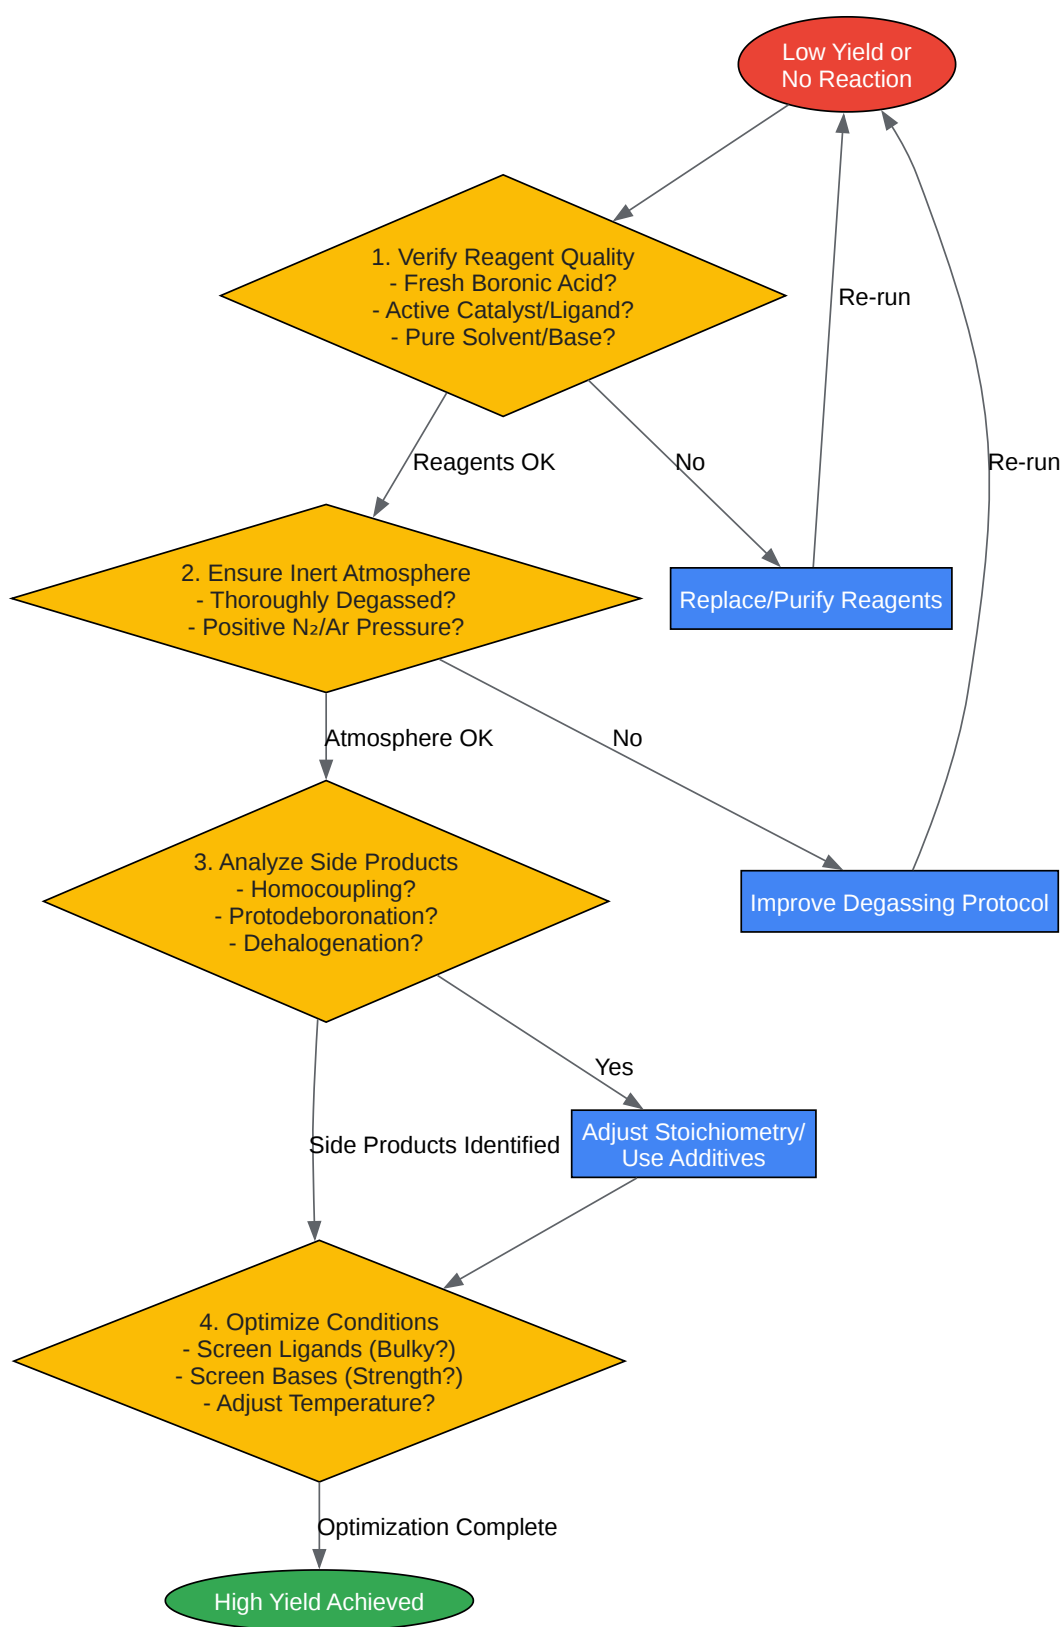 Low Yield or
No Reaction
1. Verify Reagent Quality
- Fresh Boronic Acid?
- Active Catalyst/Ligand?
- Pure Solvent/Base?
Re-run
Reagents OK
No
Re-run
2. Ensure Inert Atmosphere
- Thoroughly Degassed?
- Positive N₂/Ar Pressure?
Replace/Purify Reagents
Atmosphere OK
No
3. Analyze Side Products
- Homocoupling?
- Protodeboronation?
- Dehalogenation?
Improve Degassing Protocol
Yes
Side Products Identified
Adjust Stoichiometry/
Use Additives
4. Optimize Conditions
- Screen Ligands (Bulky?)
- Screen Bases (Strength?)
- Adjust Temperature?
Optimization Complete
High Yield Achieved